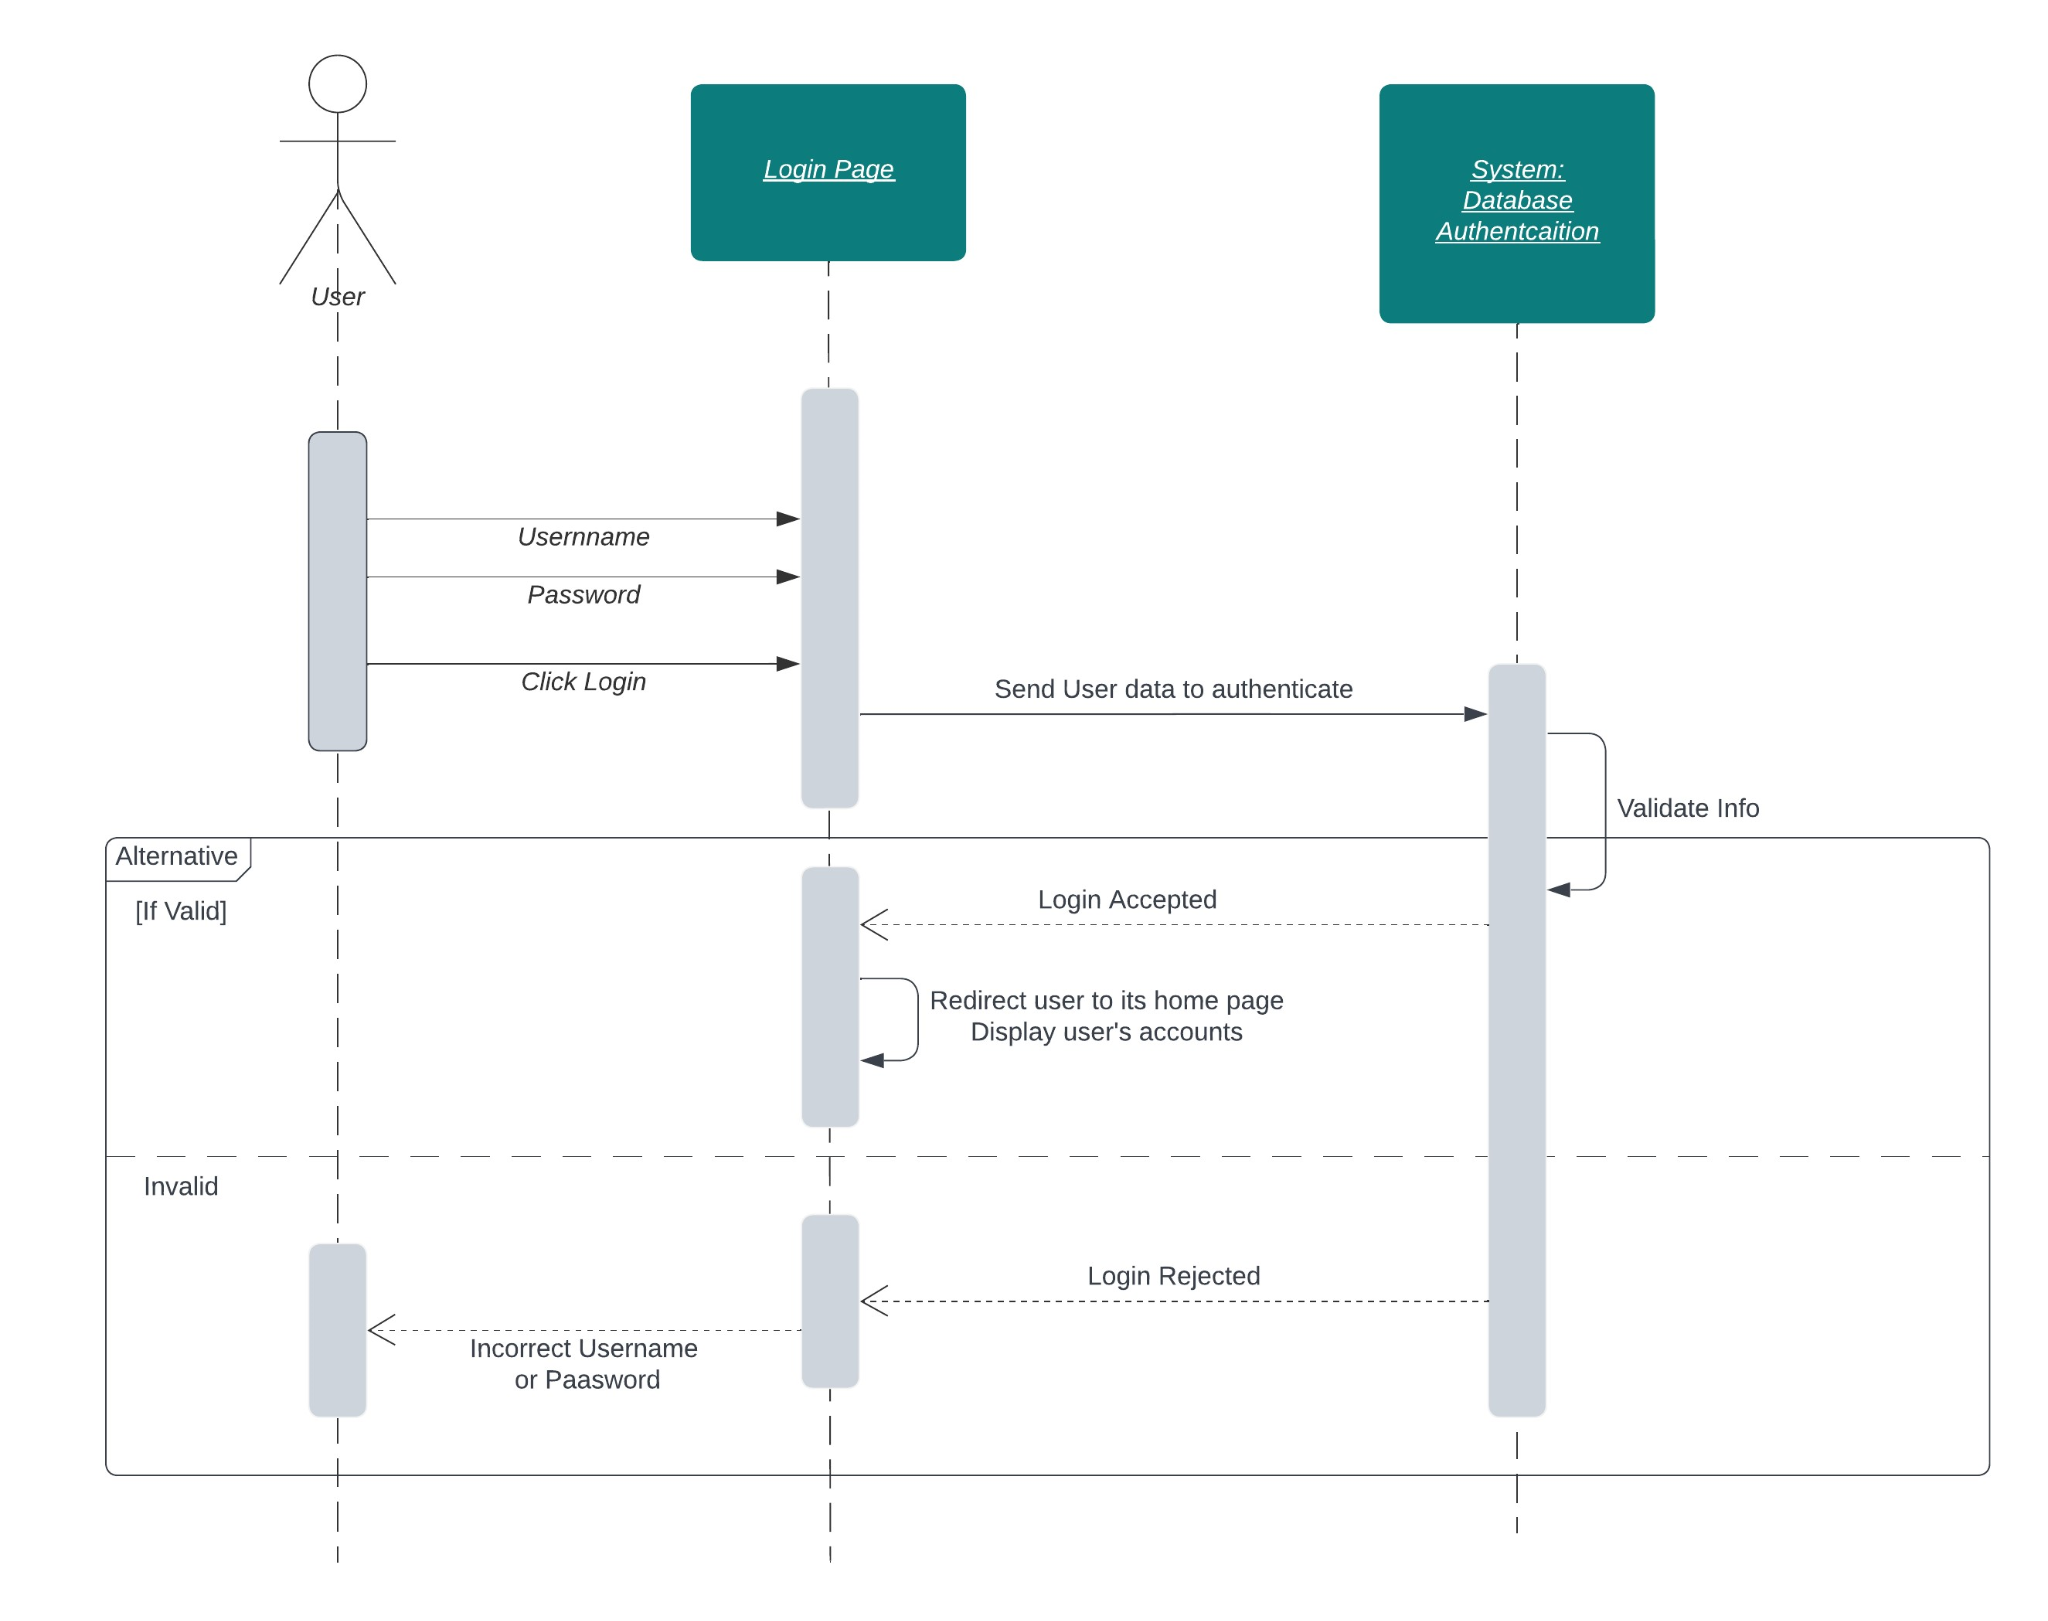 Login Page
System:
Database
Authentcaition
User
Usernname
Password
Click Login
Send User data to authenticate
Validate Info
Alternative
[If Valid]
Login Accepted
Redirect user to its home page
Display user's accounts
Invalid
Login Rejected
Incorrect Username
or Paasword